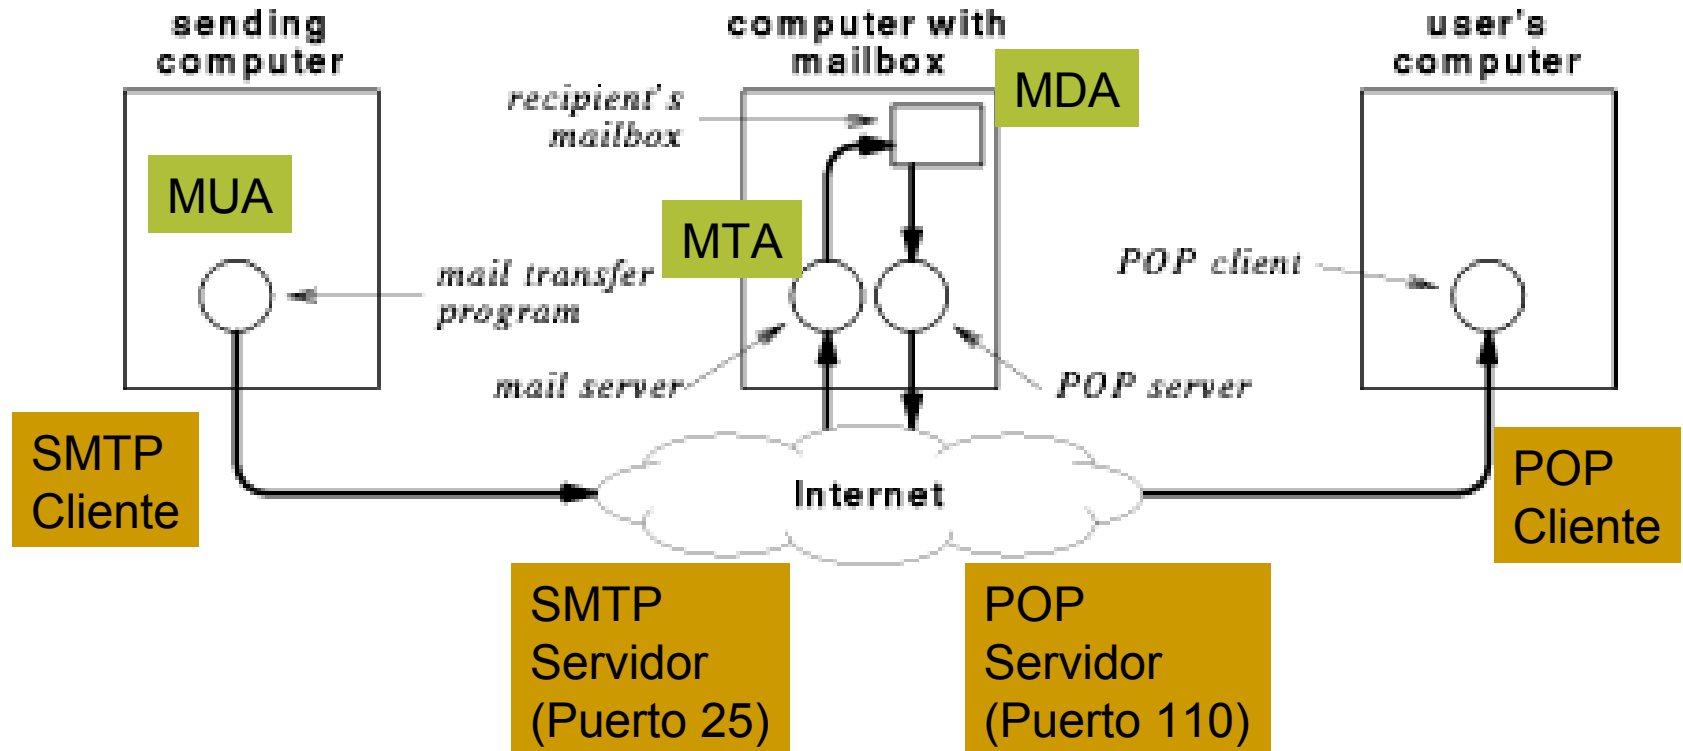 sending
computer
computer with
mailbox
user's
computer
recipient's
mailbox
MDA
MUA
MTA
mail transfer
program
POP client
mail server
POP server
SMTP
Cliente
Internet
POP
Cliente
SMTP
Servidor
(Puerto 25)
POP
Servidor
(Puerto 110)